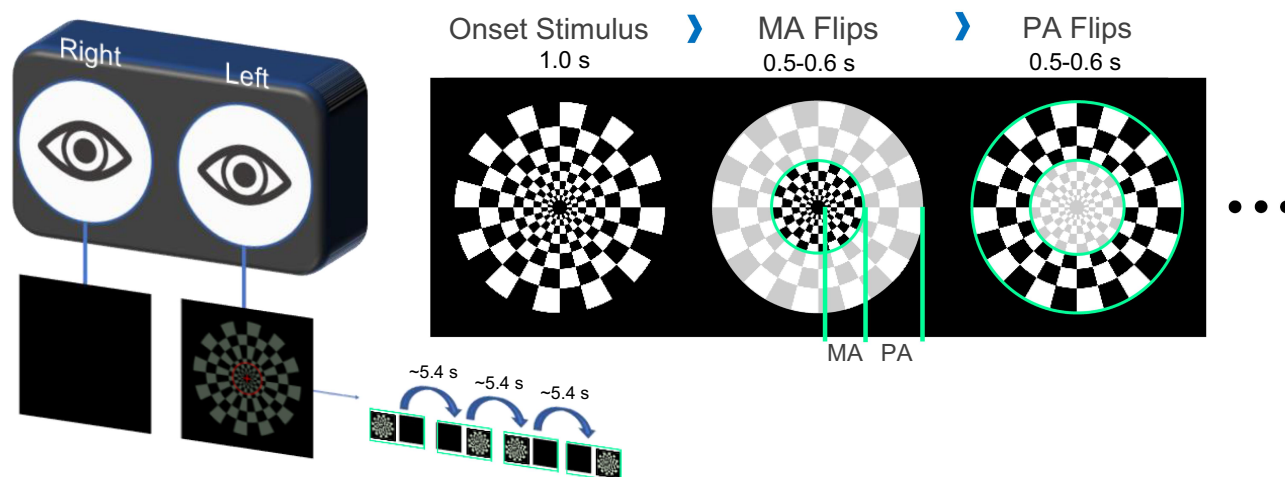 Right
Left
Onset Stimulus
1.0 s
MA Flips
0.5-0.6 s
PA Flips
0.5-0.6 s
MA
PA
~5.4 s
~5.4 s
~5.4 s